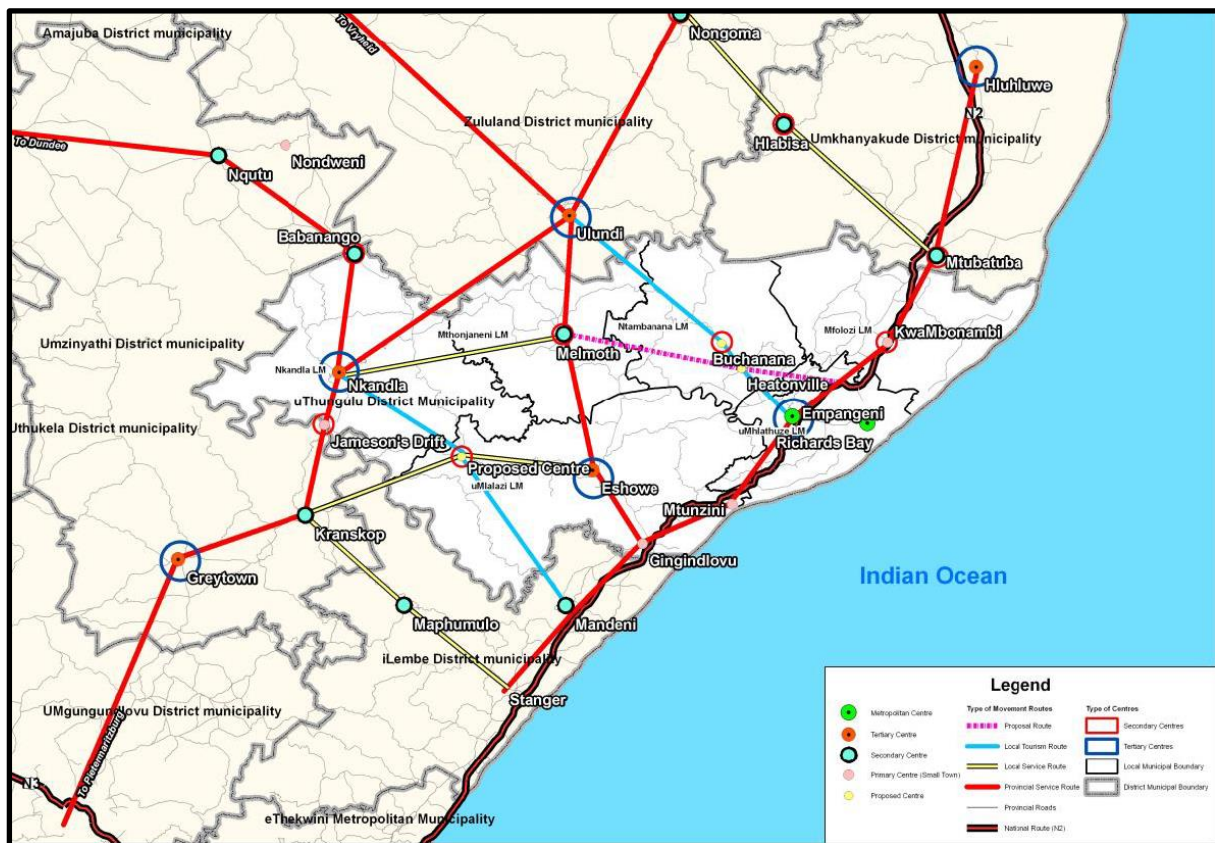 Amajuba District municipality
To Vryheid
Nongoma
Hluhluwe
N2
Zululand District municipality
Hlabisa
Umkhanyakude District municipality
To Dundee
Nondweni
Nqutu
Babanango
Ulundi
Mtubatuba
Umzinyathi District municipality
Mthonjaneni LM
Ntambanana LM
Mfolozi LM
KwaMbonambi
Melmoth
Buchanana
Nkandla LM
Nkandla
Heatonville
uThungulu District Municipality
Empangeni
Uthukela District municipality
Jameson's Drift
uMhlathuze LM
Richards Bay
Proposed Centre
uMlalazi LM
Eshowe
Mtunzini
Kranskop
Gingindlovu
Greytown
Indian Ocean
Maphumulo
Mandeni
iLembe District municipality
Stanger
UMgungundlovu District municipality
To Pietermaritzburg
N3
eThekwini Metropolitan Municipality
Legend
Metropolitan Centre
Tertiary Centre
Secondary Centre
Primary Centre (Small Town)
Proposed Centre
Type of Movement Routes
Proposal Route
Local Tourism Route
Local Service Route
Provincial Service Route
Provincial Roads
National Route (N2)
Type of Centres
Secondary Centres
Tertiary Centres
Local Municipal Boundary
District Municipal Boundary